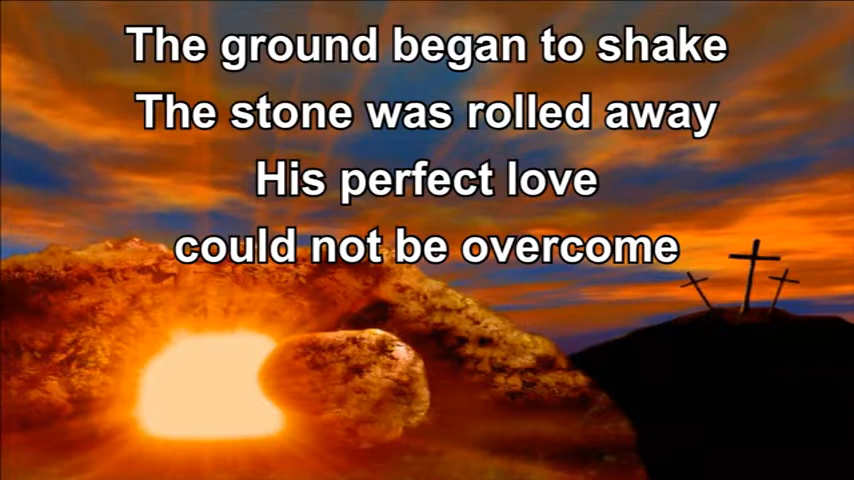 The ground began to shake
The stone was rolled away
His perfect love
could not be overcome